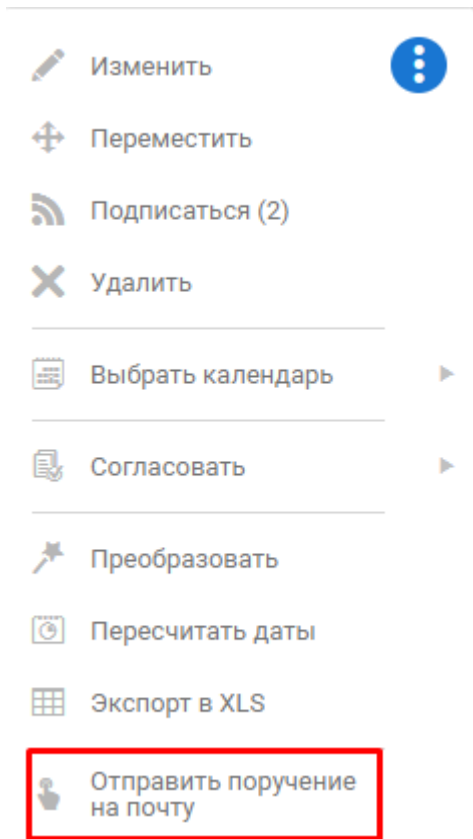 Изменить
Переместить
Подписаться (2)
Удалить
Выбрать календарь
Согласовать
Преобразовать
Пересчитать даты
Экспорт в XLS
Отправить поручение
на почту